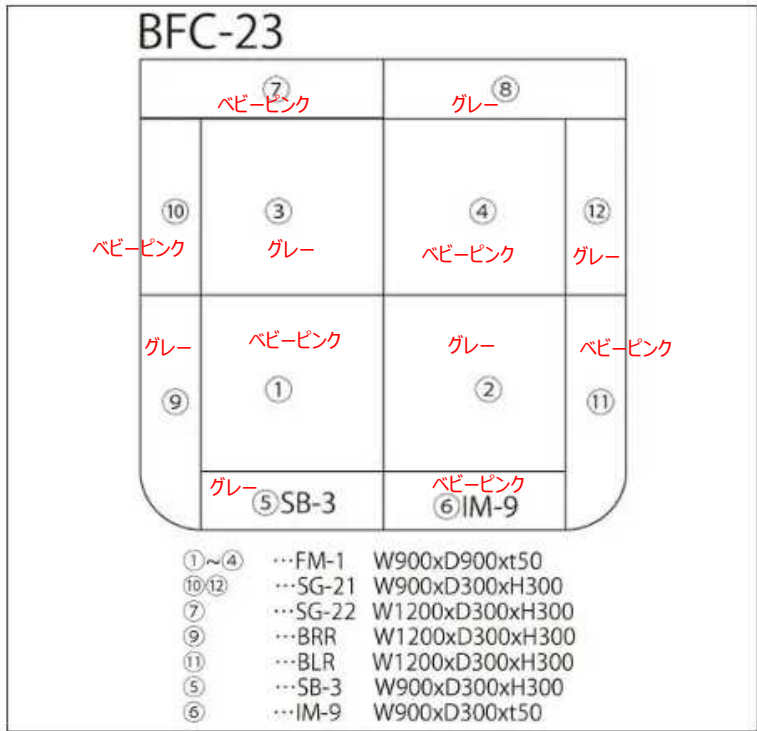 BFC-23
⑦ ⑧
ベビーピンク グレー
⑩ ③ ④ ⑫
ベビーピンク グレー ベビーピンク グレー
グレー ベビーピンク グレー ベビーピンク
⑨ ① ② ⑪
グレー ベビーピンク
⑤SB-3 ⑥IM-9
①~④ …FM-1 W900xD900xt50
⑩⑫ …SG-21 W900xD300xH300
⑦ …SG-22 W1200xD300xH300
⑨ …BRR W1200xD300xH300
⑪ …BLR W1200xD300xH300
⑤ …SB-3 W900xD300xH300
⑥ …IM-9 W900xD300xt50